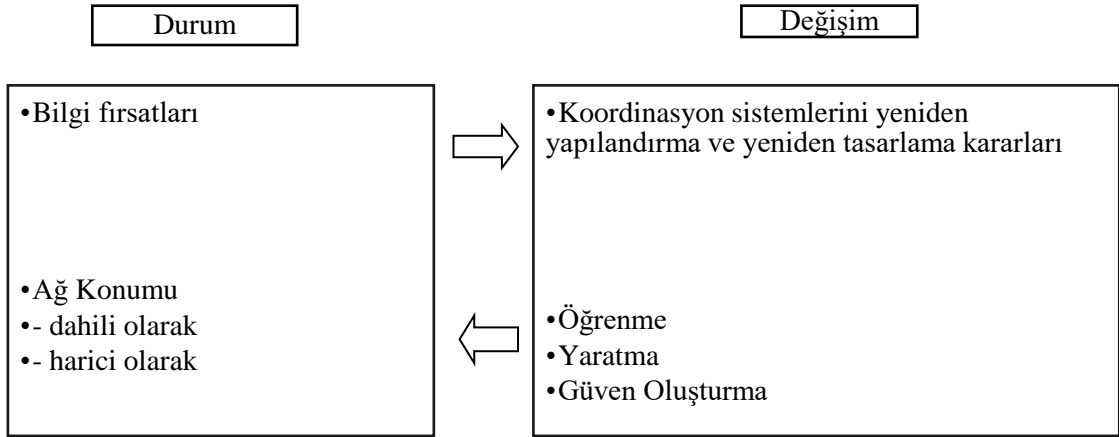 Durum
Değişim
•Bilgi fırsatları
•Ağ Konumu
•- dahili olarak
•- harici olarak
•Koordinasyon sistemlerini yeniden
yapılandırma ve yeniden tasarlama kararları
•Öğrenme
•Yaratma
•Güven Oluşturma